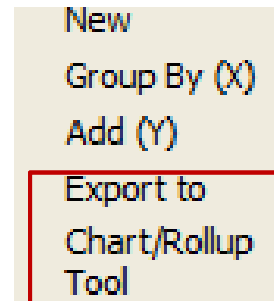 New
Group By (X)
Add (Y)
Export to
Chart/Rollup
Tool